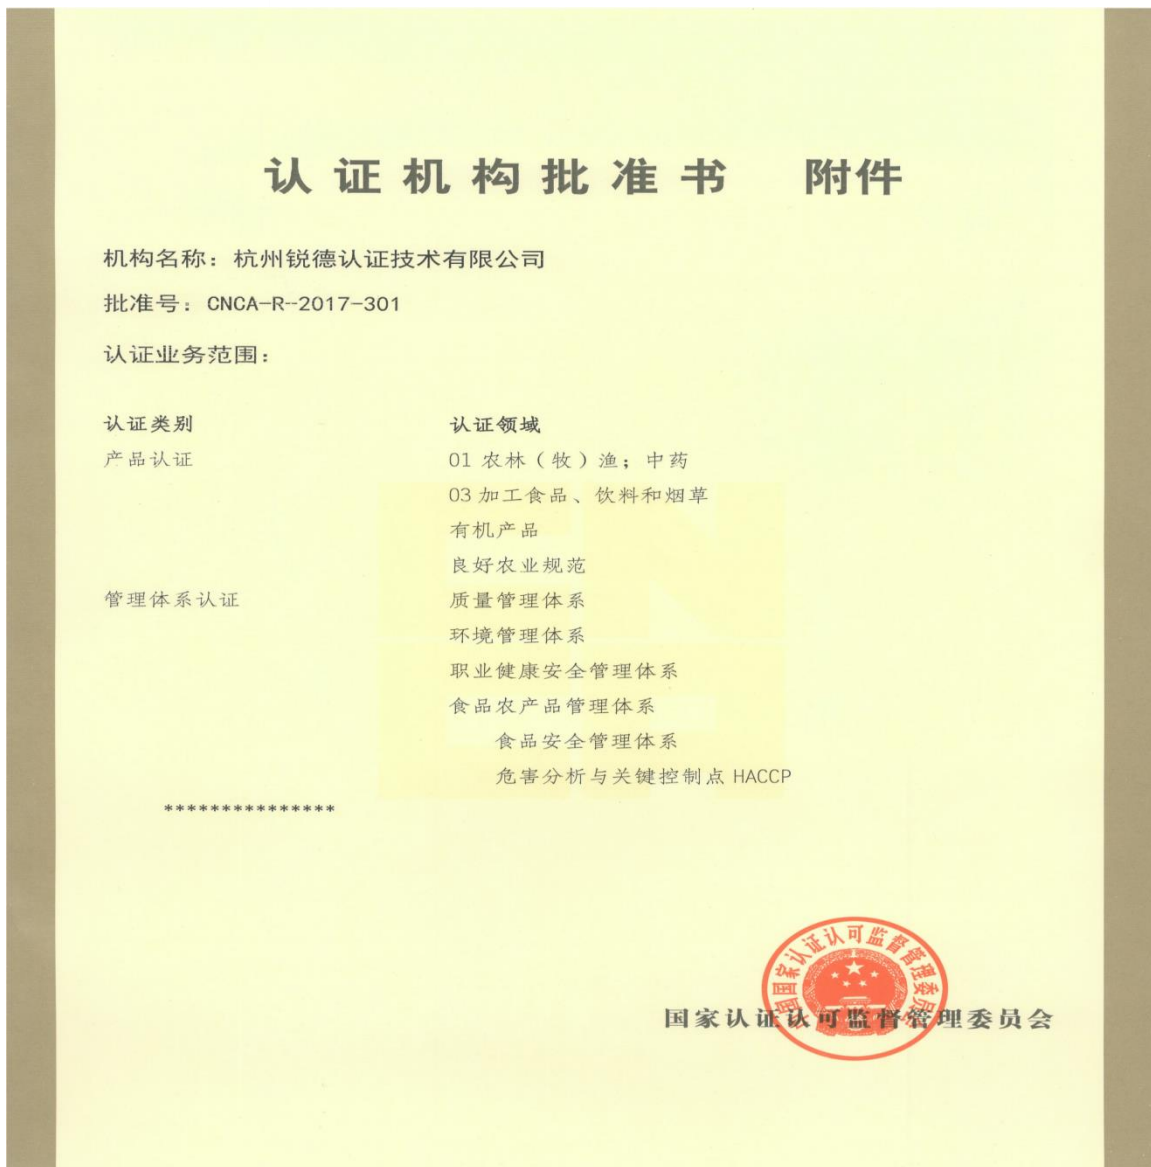 认证机构批准书 附件
机构名称：杭州锐德认证技术有限公司
批准号：CNCA-R--2017-301
认证业务范围：
认证类别 认证领域
产品认证 01 农林（牧）渔；中药
03 加工食品、饮料和烟草
有机产品
良好农业规范
管理体系认证 质量管理体系
环境管理体系
职业健康安全管理体系
食品农产品管理体系
食品安全管理体系
危害分析与关键控制点 HACCP
***************
国家认证认可监督管理委员会